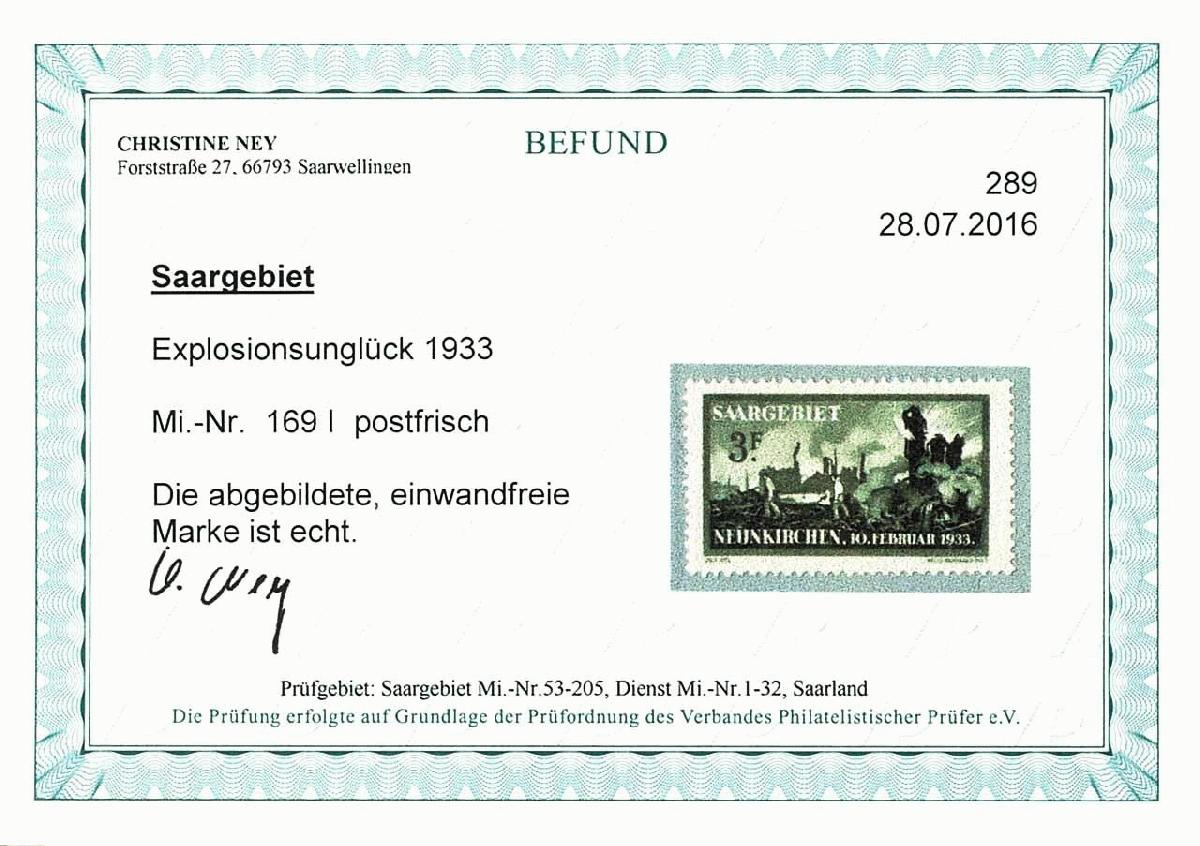 CHRISTINE NEY
Forststraße 27, 66793 Saarwellingen
BEFUND
289
28.07.2016
Saargebiet
Explosionsunglück 1933
Mi.-Nr. 169 I postfrisch
Die abgebildete, einwandfreie
Marke ist echt.
C. Ney
SAARGEBIET
3 F.
NEUNKIRCHEN, 10. FEBRUAR 1933.
Prüfgebiet: Saargebiet Mi.-Nr.53-205, Dienst Mi.-Nr.1-32, Saarland
Die Prüfung erfolgte auf Grundlage der Prüfordnung des Verbandes Philatelistischer Prüfer e.V.